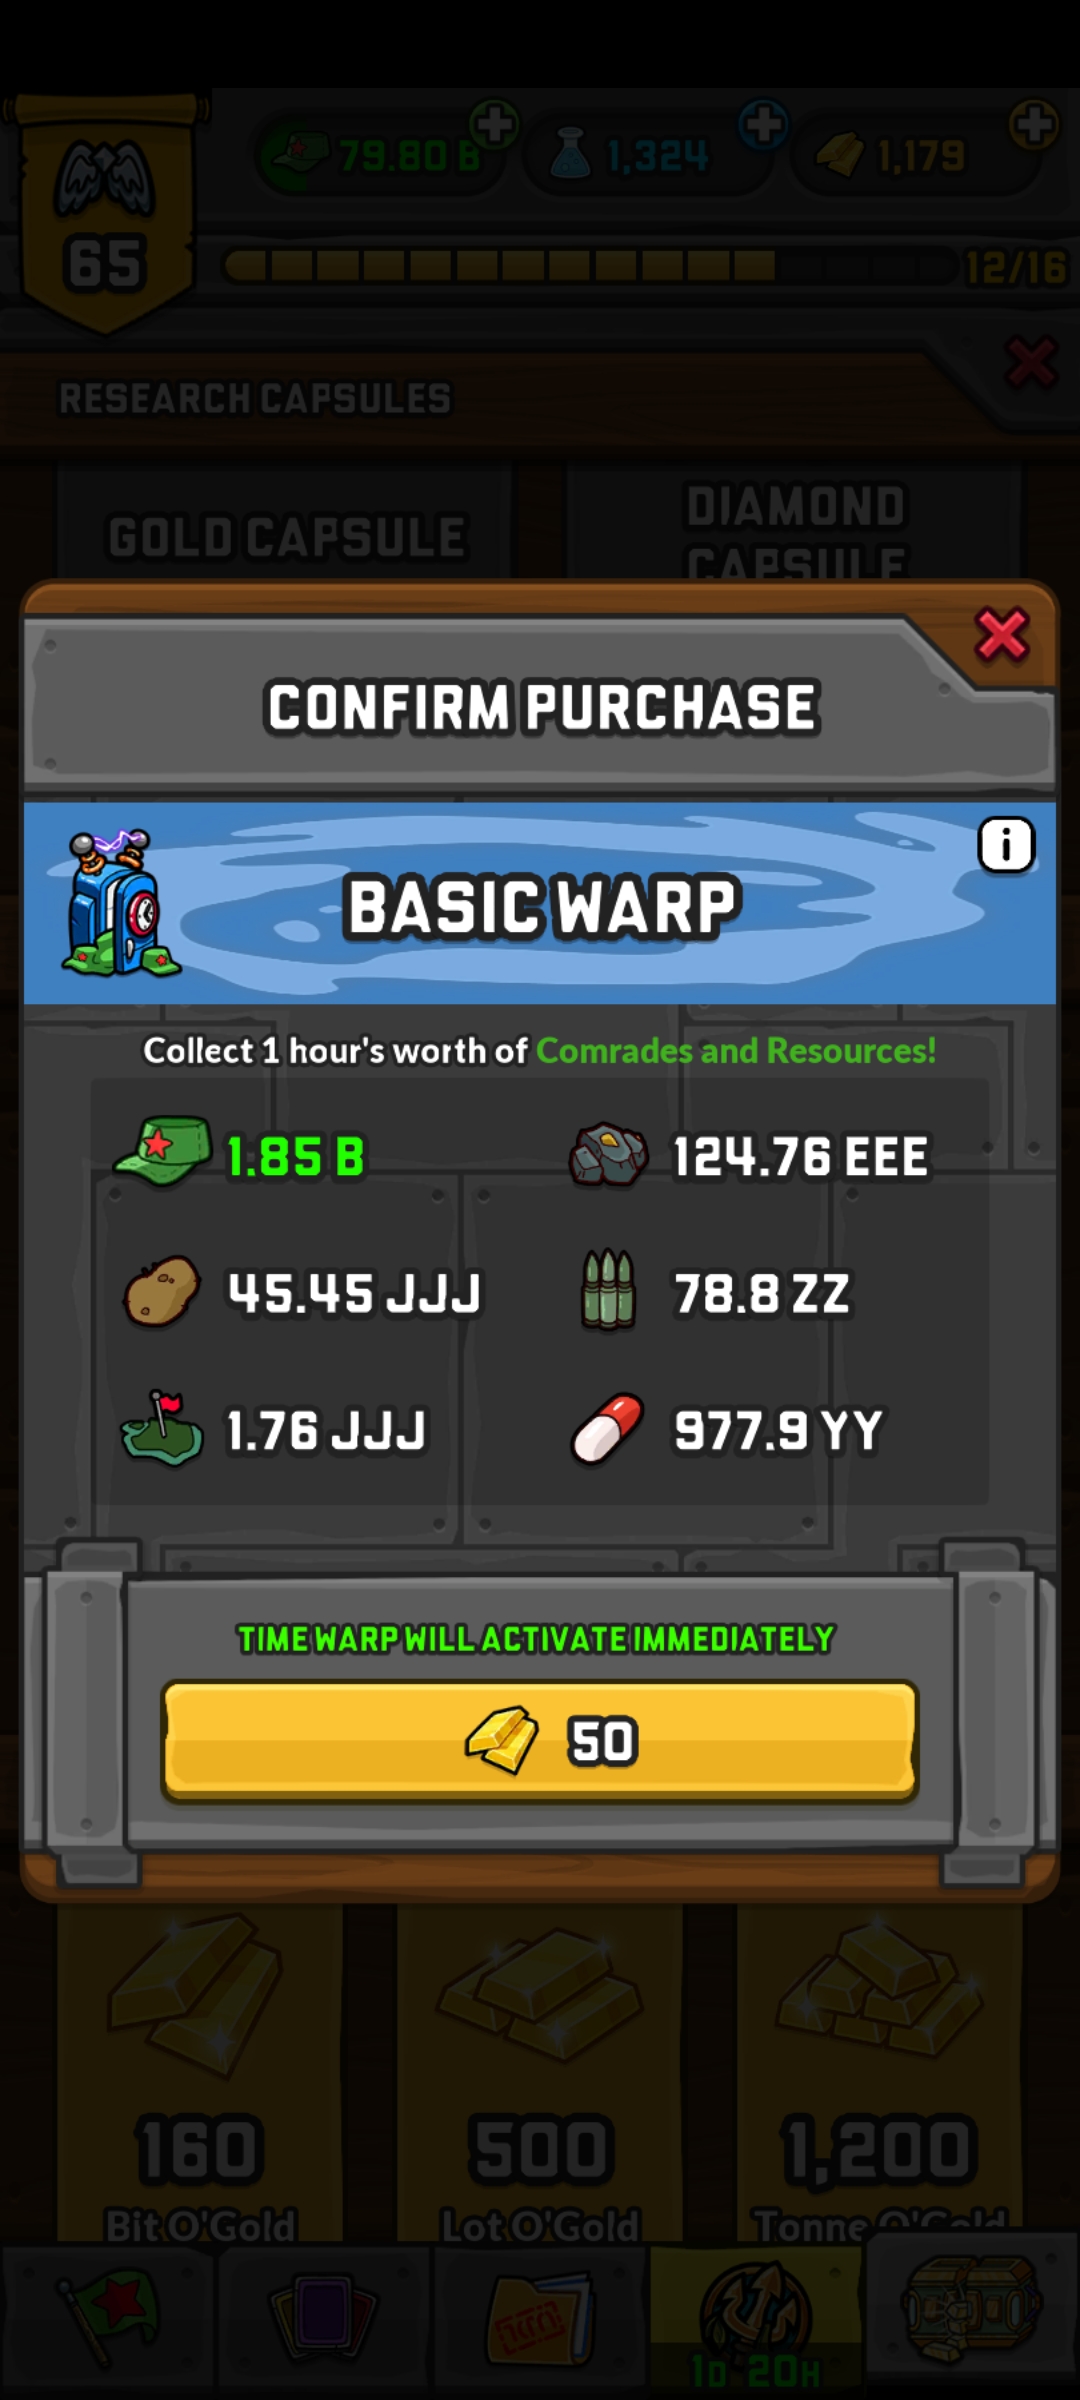 79.80 B
1,324
1,179
65
12/16
RESEARCH CAPSULES
GOLD CAPSULE
DIAMOND
CAPSULE
CONFIRM PURCHASE
BASIC WARP
i
Collect 1 hour's worth of Comrades and Resources!
1.85 B
124.76 EEE
45.45 JJJ
78.8 ZZ
1.76 JJJ
977.9 YY
TIME WARP WILL ACTIVATE IMMEDIATELY
50
160
500
1,200
Bit O'Gold
Lot O'Gold
Tonne O'Gold
1D 20H